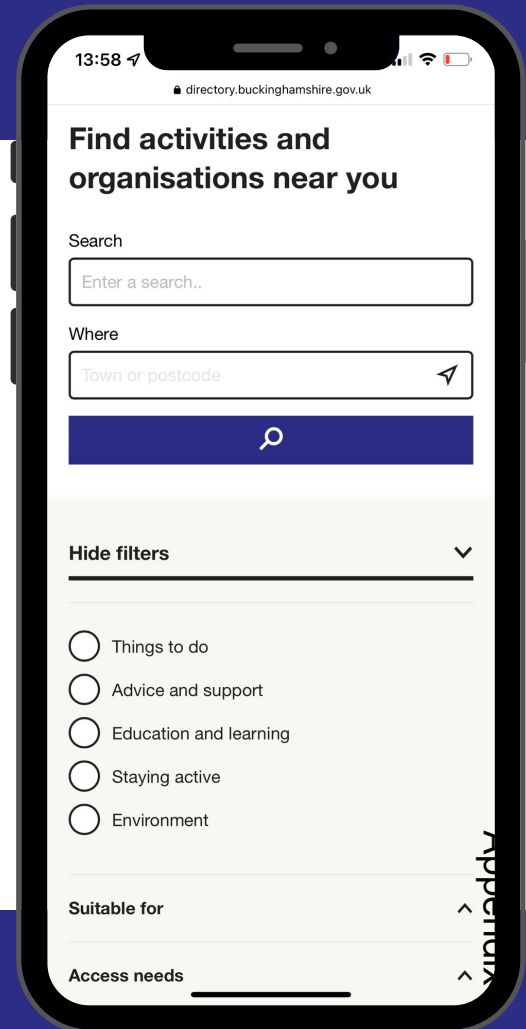 13:58
directory.buckinghamshire.gov.uk
Find activities and
organisations near you
Search
Enter a search..
Where
Town or postcode
Hide filters
Things to do
Advice and support
Education and learning
Staying active
Environment
Suitable for
Access needs
Appendix